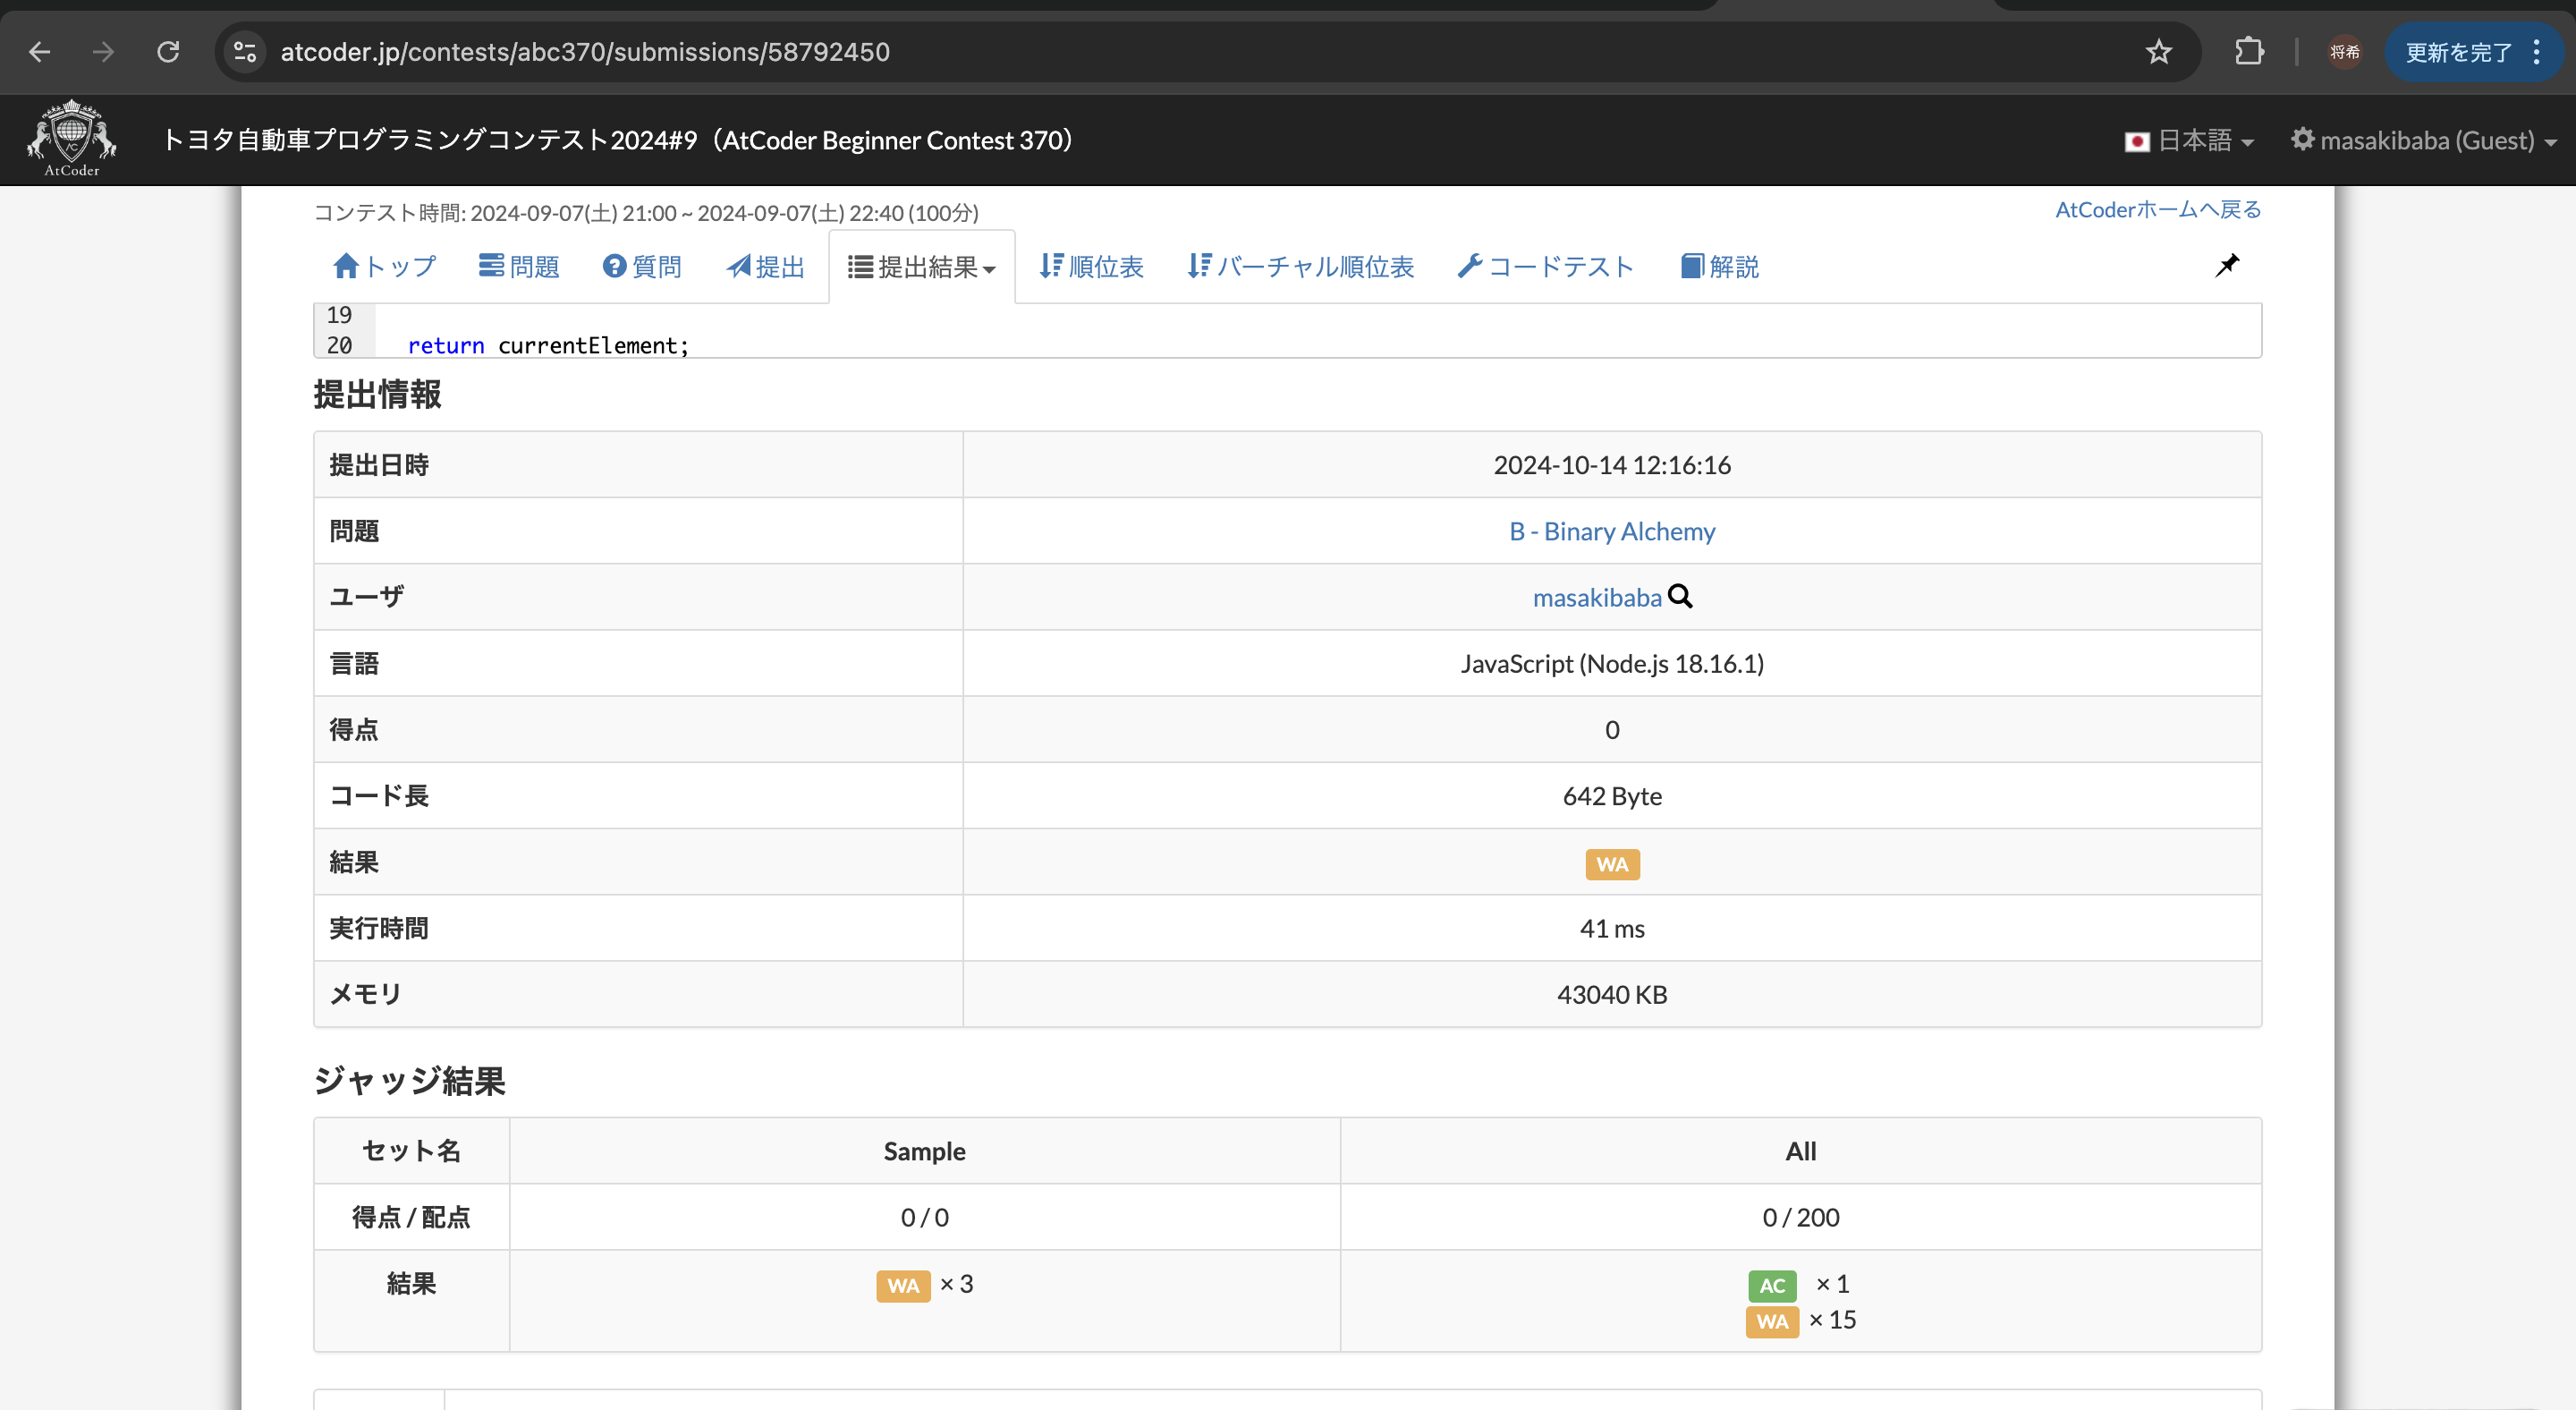 atcoder.jp/contests/abc370/submissions/58792450
将希
更新を完了
AtCoder
トヨタ自動車プログラミングコンテスト2024#9（AtCoder Beginner Contest 370）
日本語
masakibaba (Guest)
コンテスト時間: 2024-09-07(土) 21:00 ~ 2024-09-07(土) 22:40 (100分)
AtCoderホームへ戻る
トップ
問題
質問
提出
提出結果
順位表
バーチャル順位表
コードテスト
解説
19
20 return currentElement;
提出情報
提出日時 2024-10-14 12:16:16
問題 B - Binary Alchemy
ユーザ masakibaba
言語 JavaScript (Node.js 18.16.1)
得点 0
コード長 642 Byte
結果 WA
実行時間 41 ms
メモリ 43040 KB
ジャッジ結果
セット名 Sample All
得点 / 配点 0 / 0 0 / 200
結果 WA × 3 AC × 1
WA × 15